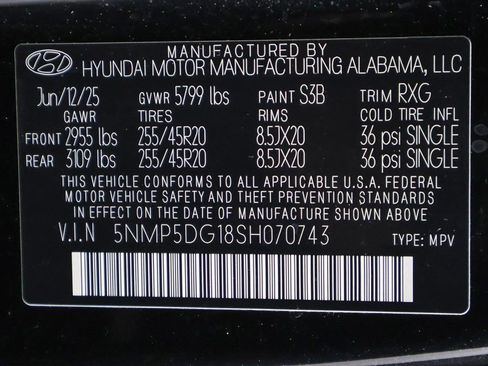 MANUFACTURED BY
HYUNDAI MOTOR MANUFACTURING ALABAMA, LLC
Jun/12/25 GVWR 5799 lbs PAINT S3B TRIM RXG
GAWR TIRES RIMS COLD TIRE INFL
FRONT 2955 lbs 255/45R20 8.5JX20 36 psi SINGLE
REAR 3109 lbs 255/45R20 8.5JX20 36 psi SINGLE
THIS VEHICLE CONFORMS TO ALL APPLICABLE U.S.A. FEDERAL
MOTOR VEHICLE SAFETY AND THEFT PREVENTION STANDARDS
IN EFFECT ON THE DATE OF MANUFACTURE SHOWN ABOVE
V.I.N 5NMP5DG18SH070743 TYPE: MPV